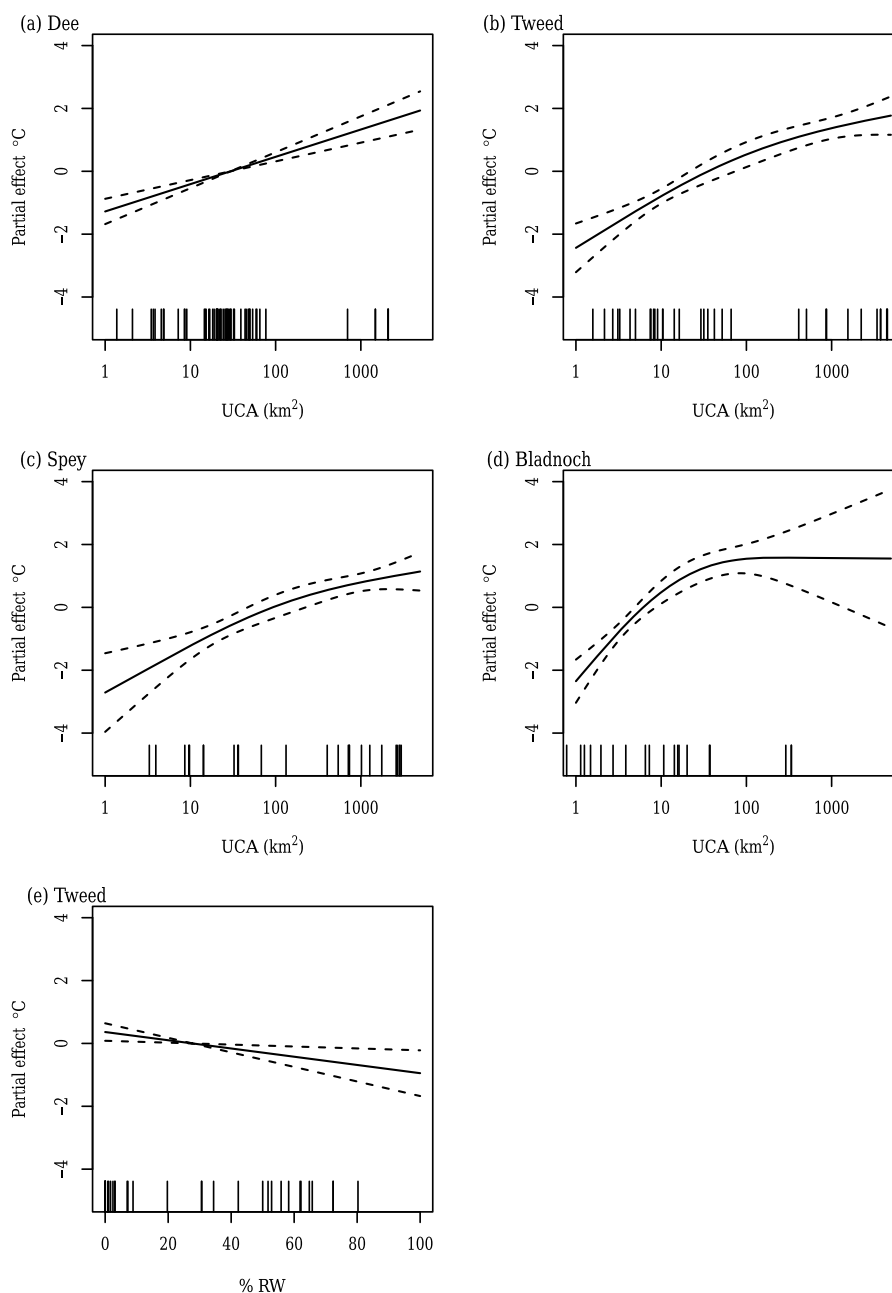 (a) Dee
Partial effect °C
4
2
0
−2
−4
1 10 100 1000
UCA (km²)
(b) Tweed
Partial effect °C
4
2
0
−2
−4
1 10 100 1000
UCA (km²)
(c) Spey
Partial effect °C
4
2
0
−2
−4
1 10 100 1000
UCA (km²)
(d) Bladnoch
Partial effect °C
4
2
0
−2
−4
1 10 100 1000
UCA (km²)
(e) Tweed
Partial effect °C
4
2
0
−2
−4
0 20 40 60 80 100
% RW